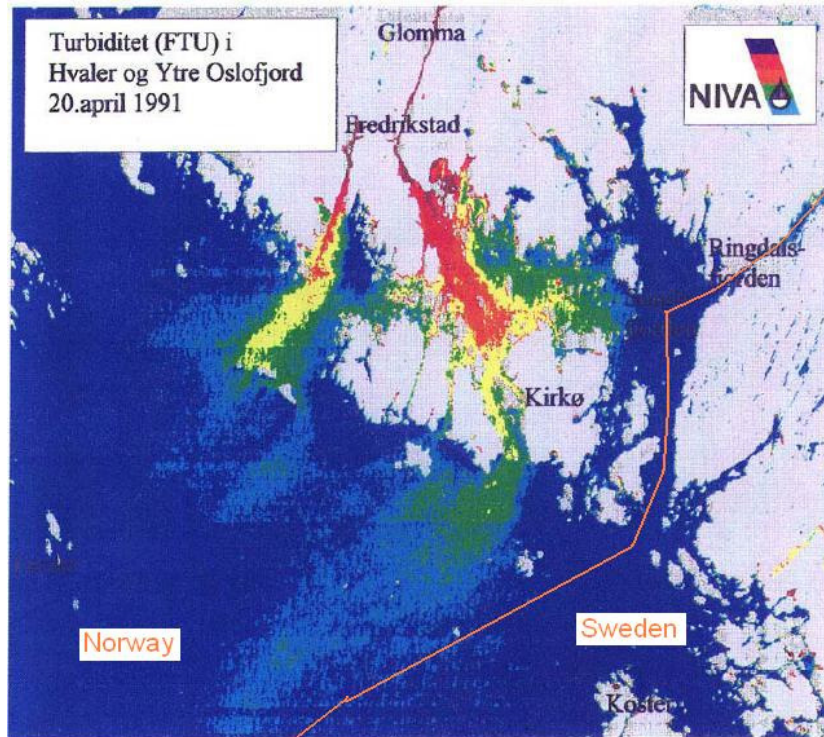 Turbiditet (FTU) i
Hvaler og Ytre Oslofjord
20.april 1991
Glomma
NIVA
Fredrikstad
Ringdals-
fjorden
Kirkø
Norway
Sweden
Koster